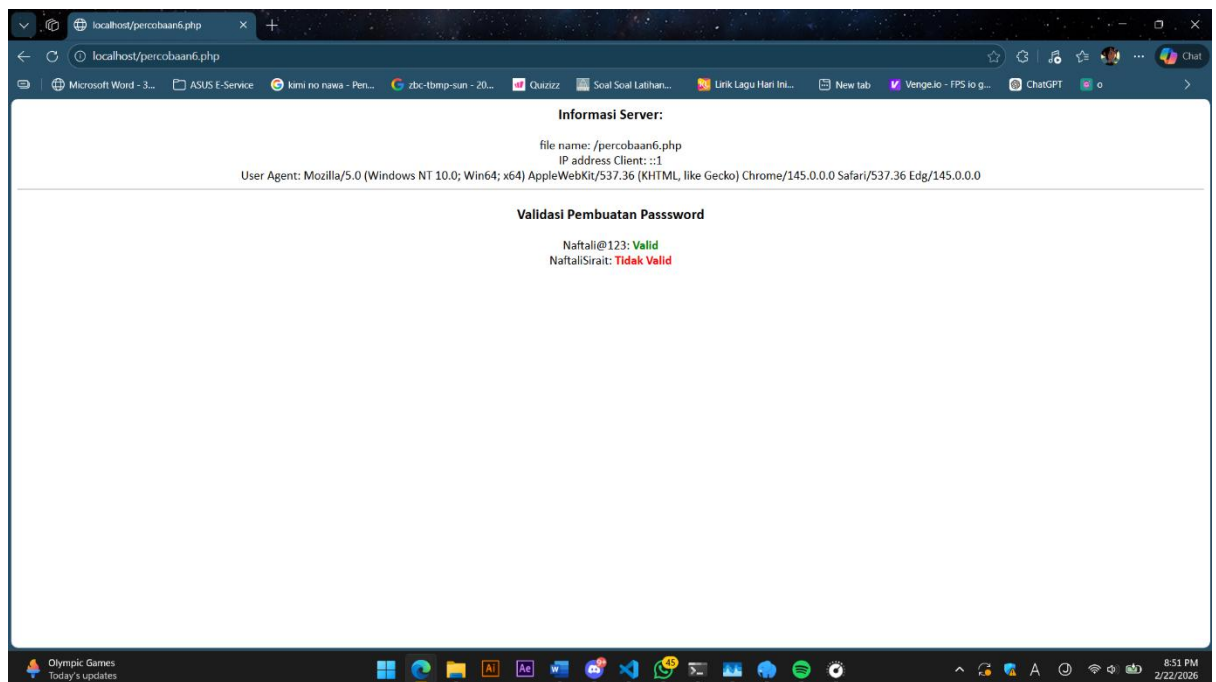 localhost/percobaan6.php
localhost/percobaan6.php
Chat
Microsoft Word - 3...
ASUS E-Service
kimi no nawa - Pen...
zbc-tbmp-sun - 20...
Quizizz
Soal Soal Latihan...
Lirik Lagu Hari Ini...
New tab
Venge.io - FPS io g...
ChatGPT
o
Informasi Server:
file name: /percobaan6.php
IP address Client: ::1
User Agent: Mozilla/5.0 (Windows NT 10.0; Win64; x64) AppleWebKit/537.36 (KHTML, like Gecko) Chrome/145.0.0.0 Safari/537.36 Edg/145.0.0.0
Validasi Pembuatan Passsword
Naftali@123: Valid
NaftaliSirait: Tidak Valid
Olympic Games
Today's updates
Ai
Ae
45
A
8:51 PM
2/22/2026